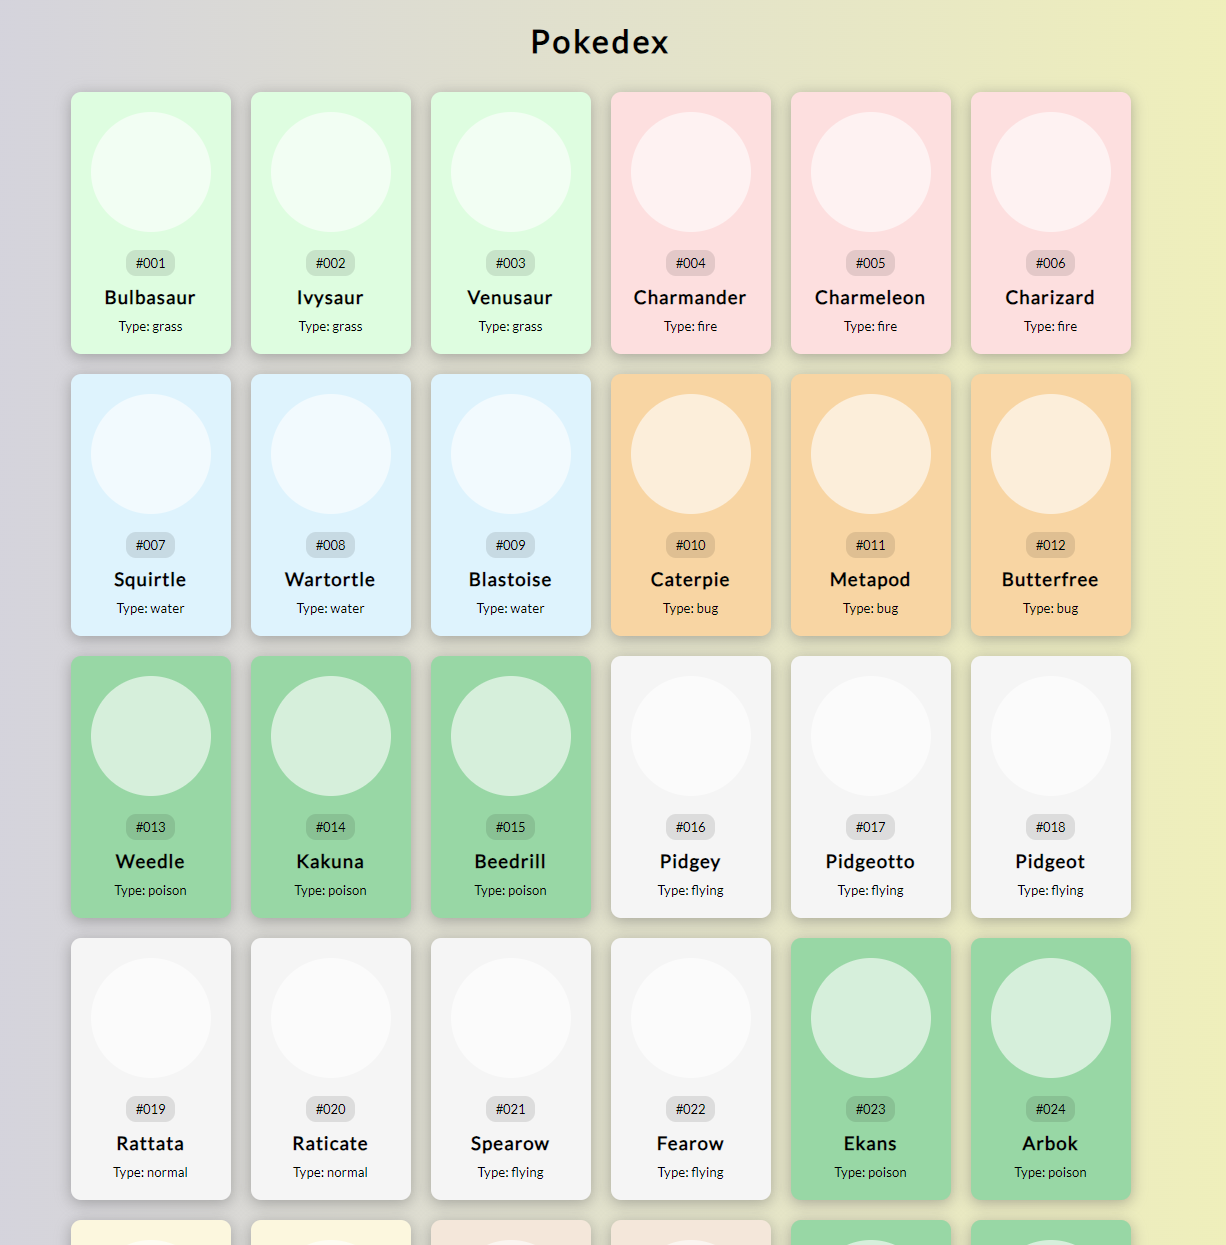 Pokedex
#001
Bulbasaur
Type: grass
#002
Ivysaur
Type: grass
#003
Venusaur
Type: grass
#004
Charmander
Type: fire
#005
Charmeleon
Type: fire
#006
Charizard
Type: fire
#007
Squirtle
Type: water
#008
Wartortle
Type: water
#009
Blastoise
Type: water
#010
Caterpie
Type: bug
#011
Metapod
Type: bug
#012
Butterfree
Type: bug
#013
Weedle
Type: poison
#014
Kakuna
Type: poison
#015
Beedrill
Type: poison
#016
Pidgey
Type: flying
#017
Pidgeotto
Type: flying
#018
Pidgeot
Type: flying
#019
Rattata
Type: normal
#020
Raticate
Type: normal
#021
Spearow
Type: flying
#022
Fearow
Type: flying
#023
Ekans
Type: poison
#024
Arbok
Type: poison